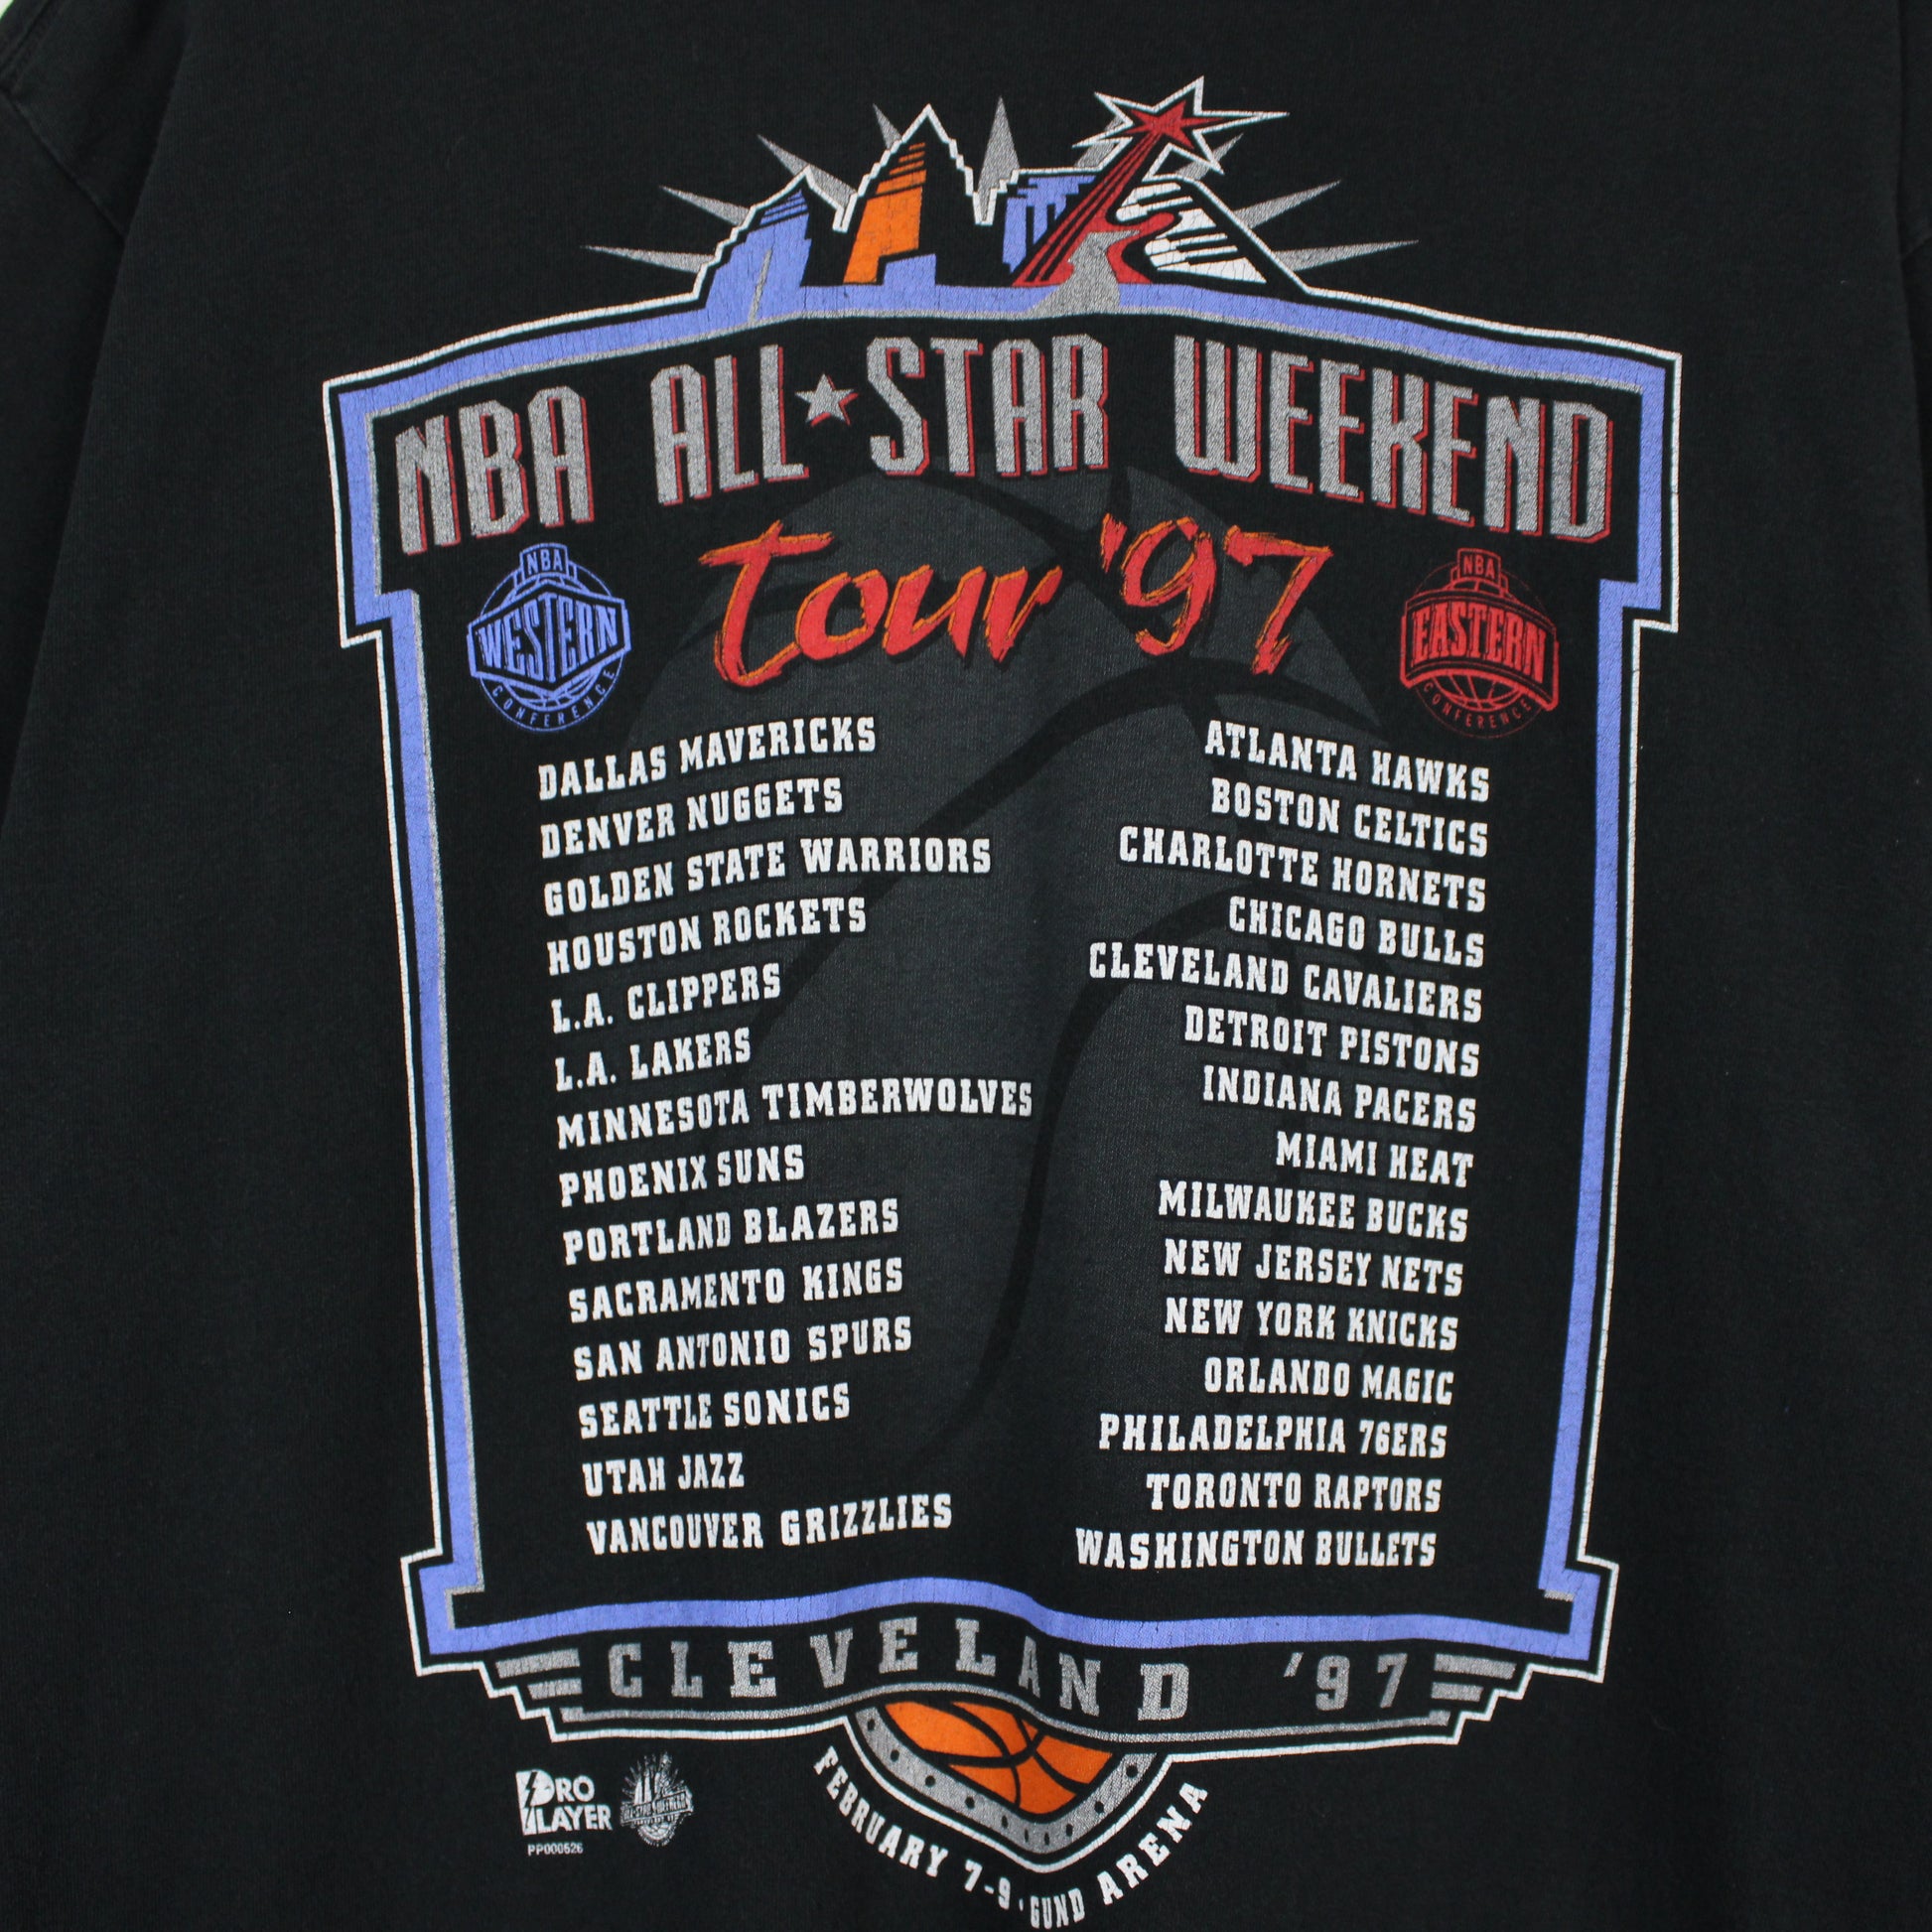 NBA ALL★STAR WEEKEND
tour '97
NBA
WESTERN
CONFERENCE
NBA
EASTERN
CONFERENCE
DALLAS MAVERICKS
DENVER NUGGETS
GOLDEN STATE WARRIORS
HOUSTON ROCKETS
L.A. CLIPPERS
L.A. LAKERS
MINNESOTA TIMBERWOLVES
PHOENIX SUNS
PORTLAND BLAZERS
SACRAMENTO KINGS
SAN ANTONIO SPURS
SEATTLE SONICS
UTAH JAZZ
VANCOUVER GRIZZLIES
ATLANTA HAWKS
BOSTON CELTICS
CHARLOTTE HORNETS
CHICAGO BULLS
CLEVELAND CAVALIERS
DETROIT PISTONS
INDIANA PACERS
MIAMI HEAT
MILWAUKEE BUCKS
NEW JERSEY NETS
NEW YORK KNICKS
ORLANDO MAGIC
PHILADELPHIA 76ERS
TORONTO RAPTORS
WASHINGTON BULLETS
CLEVELAND '97
FEBRUARY 7-9 · GUND ARENA
PRO
PLAYER
PP000526
ALL-STAR WEEKEND